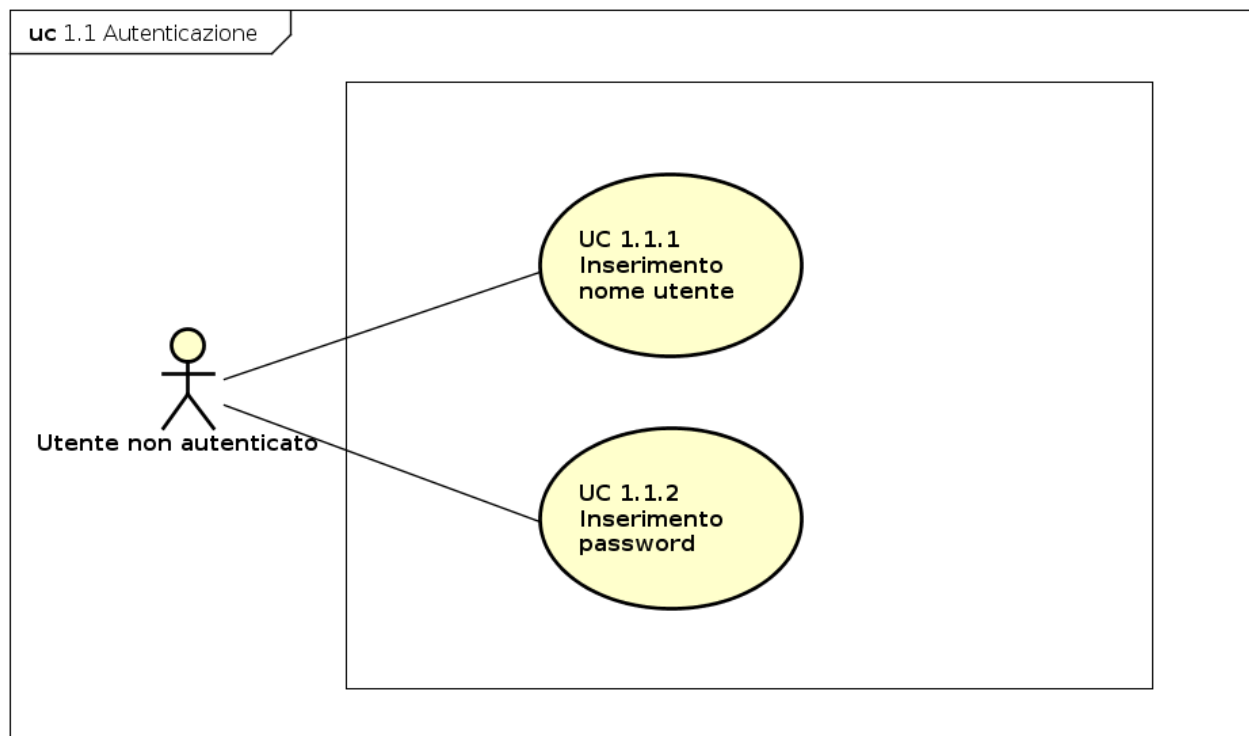 uc 1.1 Autenticazione
UC 1.1.1
Inserimento
nome utente
Utente non autenticato
UC 1.1.2
Inserimento
password